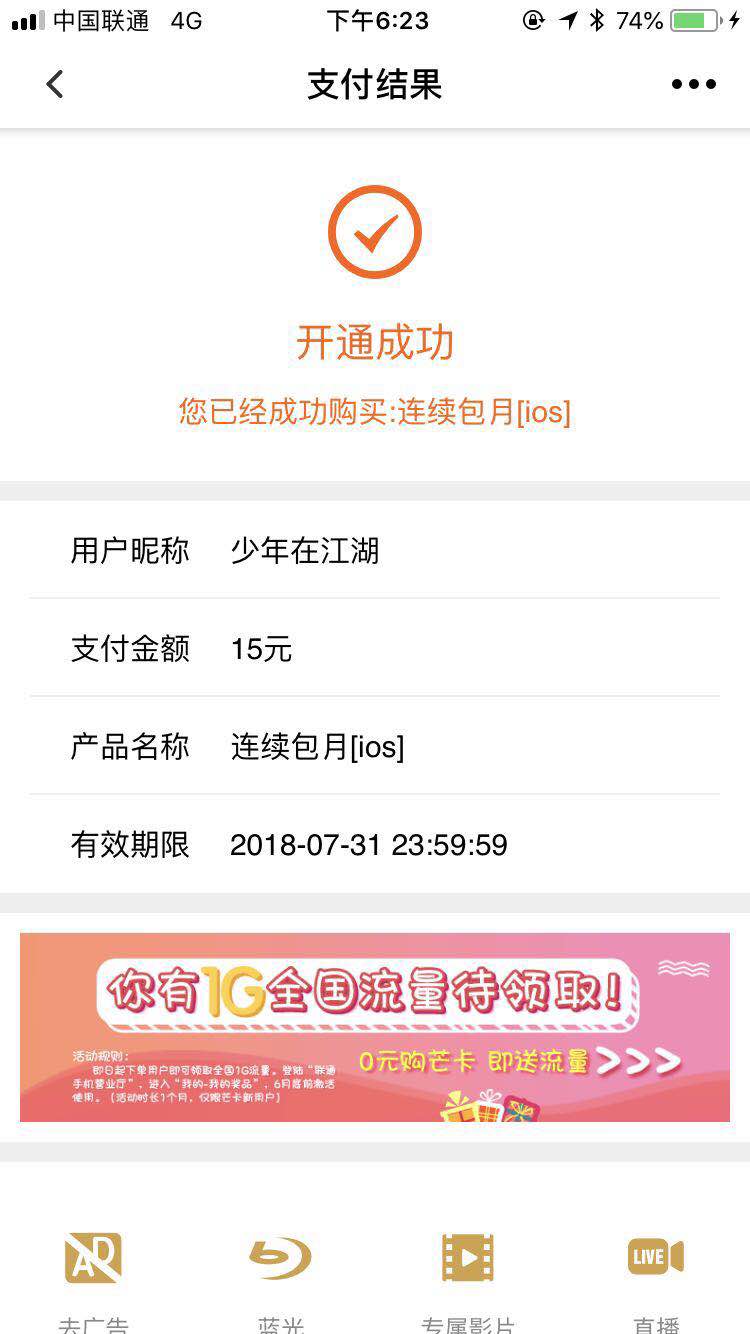 中国联通 4G 下午6:23 74%
支付结果
开通成功
您已经成功购买:连续包月[ios]
用户昵称 少年在江湖
支付金额 15元
产品名称 连续包月[ios]
有效期限 2018-07-31 23:59:59
你有1G全国流量待领取!
活动规则:
即日起下单用户即可领取全国1G流量。登陆“联通
手机营业厅”，进入“我的-我的奖品”，6月底前激活
使用。(活动时长1个月，仅限芒卡新用户)
0元购芒卡 即送流量
AD
LIVE
去广告 蓝光 专属影片 直播